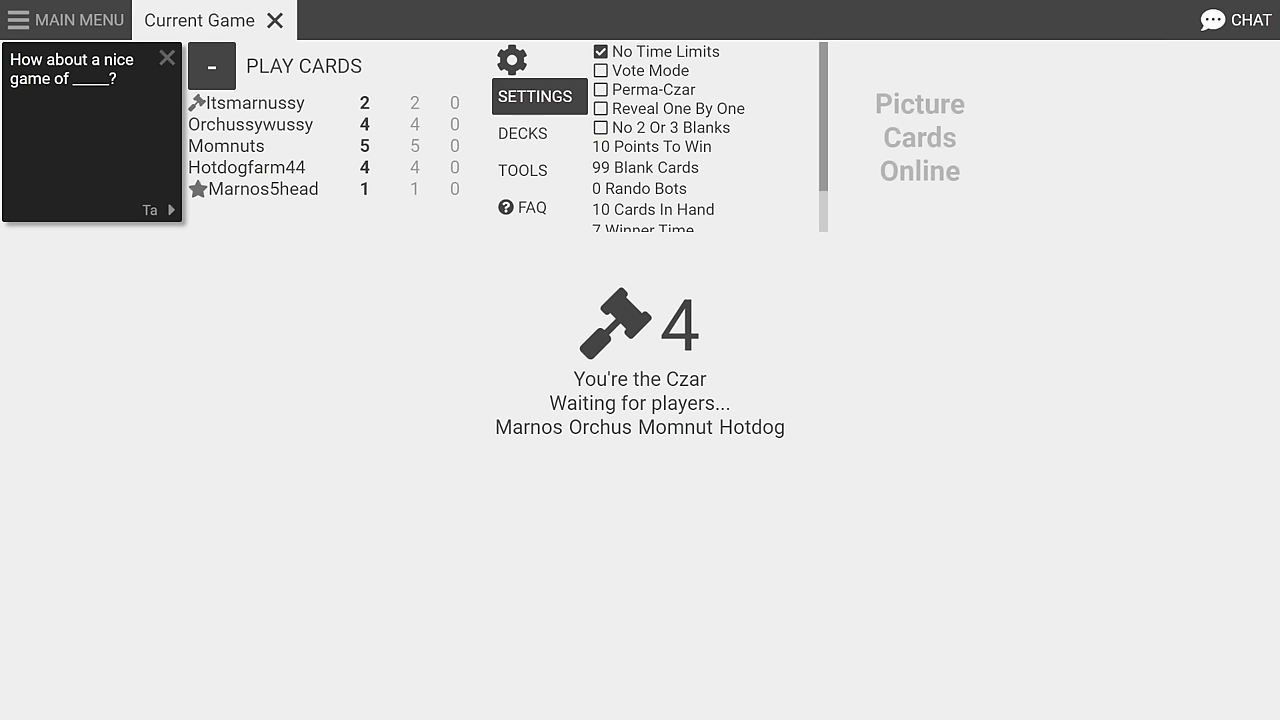 MAIN MENU
Current Game
CHAT
How about a nice
game of _____?
Ta
-
PLAY CARDS
Itsmarnussy 2 2 0
Orchussywussy 4 4 0
Momnuts 5 5 0
Hotdogfarm44 4 4 0
Marnos5head 1 1 0
SETTINGS
DECKS
TOOLS
FAQ
No Time Limits
Vote Mode
Perma-Czar
Reveal One By One
No 2 Or 3 Blanks
10 Points To Win
99 Blank Cards
0 Rando Bots
10 Cards In Hand
7 Winner Time
Picture
Cards
Online
4
You're the Czar
Waiting for players...
Marnos Orchus Momnut Hotdog